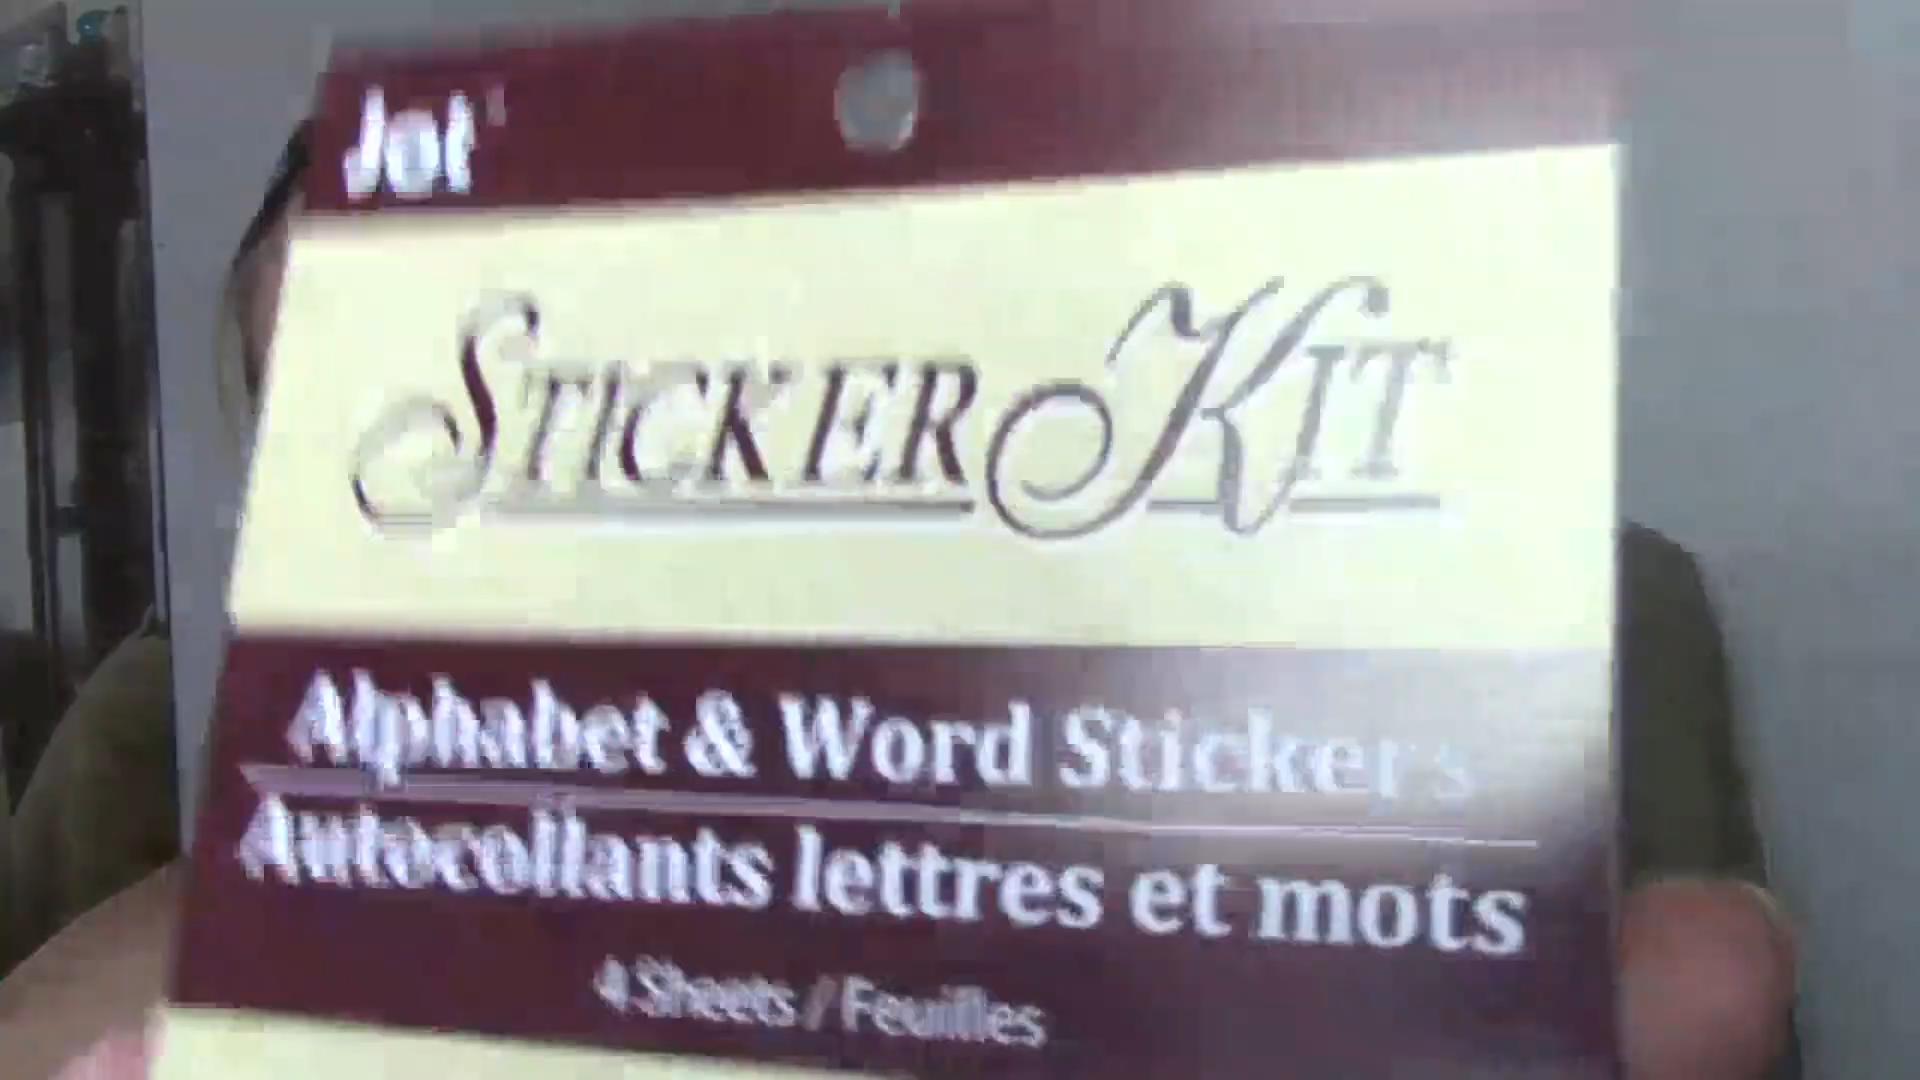 Jot
STICKER KIT
Alphabet & Word Stickers
Autocollants lettres et mots
4 Sheets / Feuilles